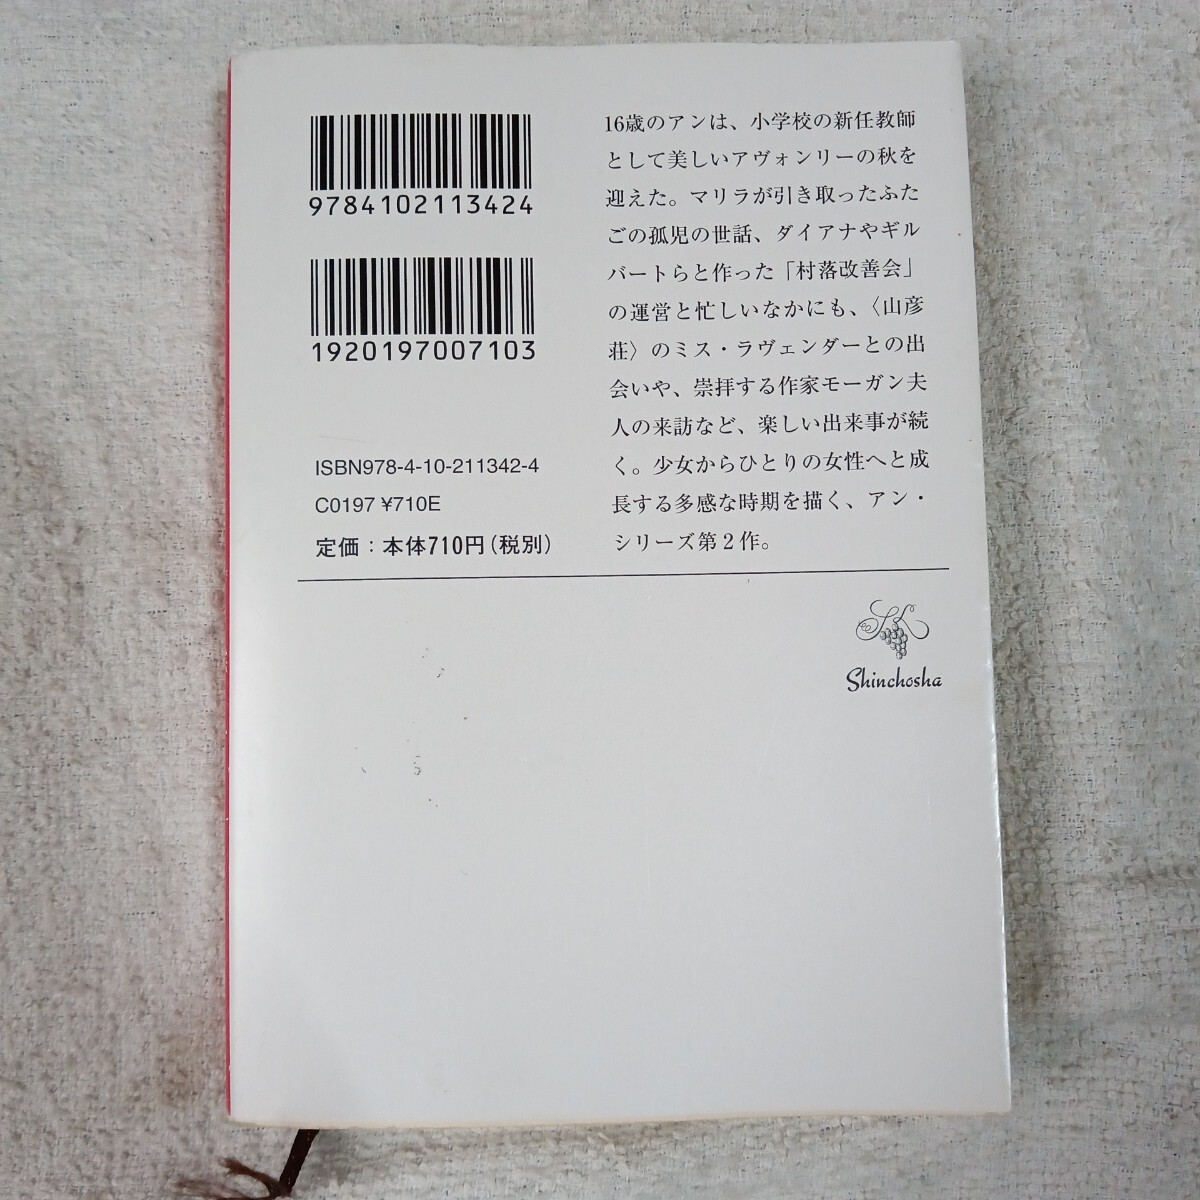 9784102113424
1920197007103
ISBN978-4-10-211342-4
C0197 ¥710E
定価：本体710円（税別）
16歳のアンは、小学校の新任教師
として美しいアヴォンリーの秋を
迎えた。マリラが引き取ったふた
ごの孤児の世話、ダイアナやギル
バートらと作った「村落改善会」
の運営と忙しいなかにも、〈山彦
荘〉のミス・ラヴェンダーとの出
会いや、崇拝する作家モーガン夫
人の来訪など、楽しい出来事が続
く。少女からひとりの女性へと成
長する多感な時期を描く、アン・
シリーズ第2作。
Shinchosha